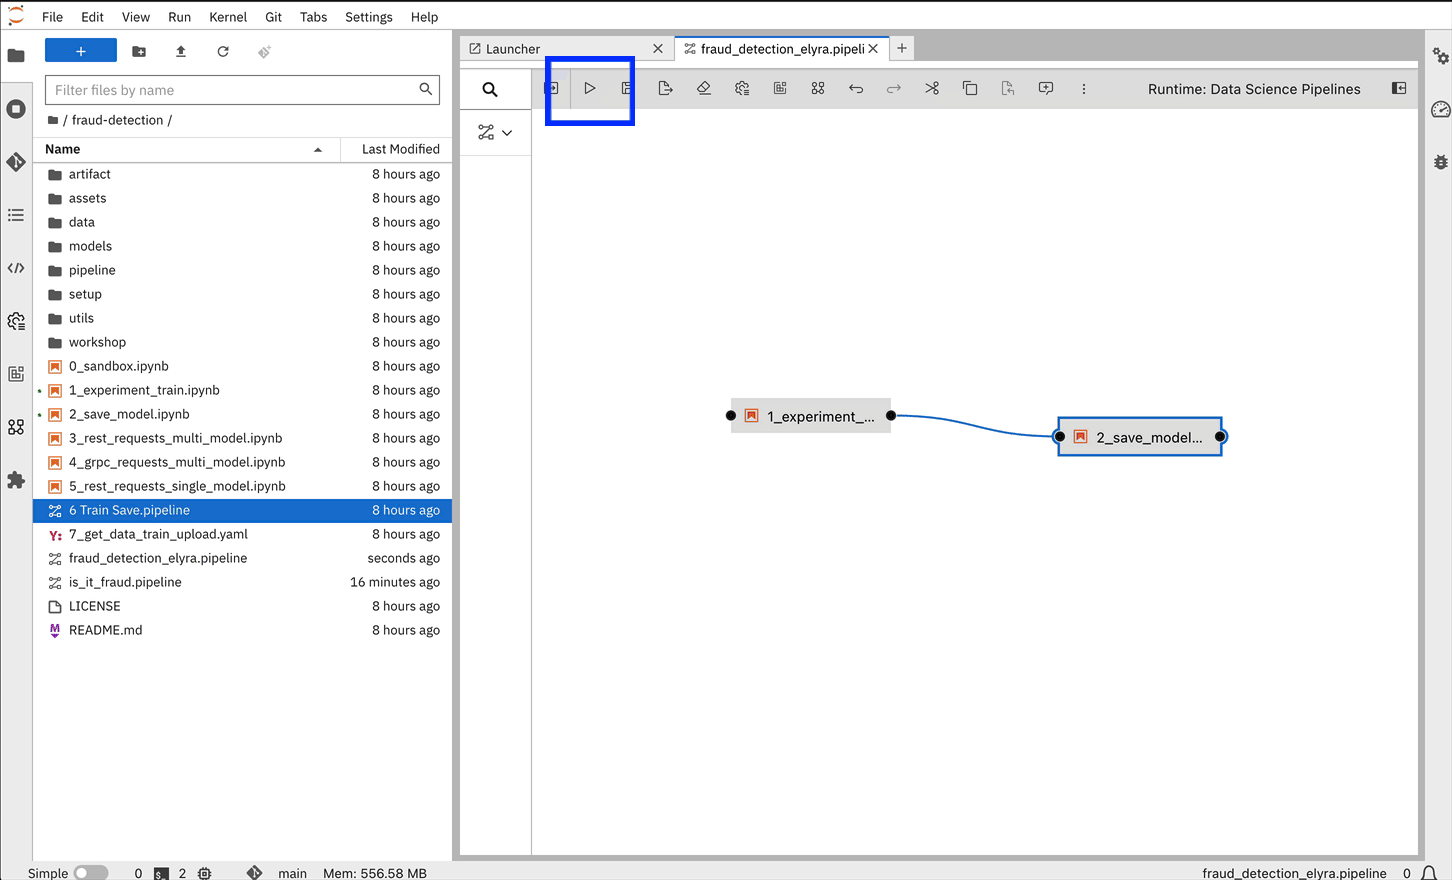 File Edit View Run Kernel Git Tabs Settings Help
Launcher
fraud_detection_elyra.pipeli
Filter files by name
Runtime: Data Science Pipelines
/ fraud-detection /
Name Last Modified
artifact 8 hours ago
assets 8 hours ago
data 8 hours ago
models 8 hours ago
pipeline 8 hours ago
setup 8 hours ago
utils 8 hours ago
workshop 8 hours ago
0_sandbox.ipynb 8 hours ago
1_experiment_train.ipynb 8 hours ago
2_save_model.ipynb 8 hours ago
3_rest_requests_multi_model.ipynb 8 hours ago
4_grpc_requests_multi_model.ipynb 8 hours ago
5_rest_requests_single_model.ipynb 8 hours ago
6 Train Save.pipeline 8 hours ago
Y: 7_get_data_train_upload.yaml 8 hours ago
fraud_detection_elyra.pipeline seconds ago
is_it_fraud.pipeline 16 minutes ago
LICENSE 8 hours ago
M README.md 8 hours ago
1_experiment_...
2_save_model...
Simple 0 2 main Mem: 556.58 MB fraud_detection_elyra.pipeline 0